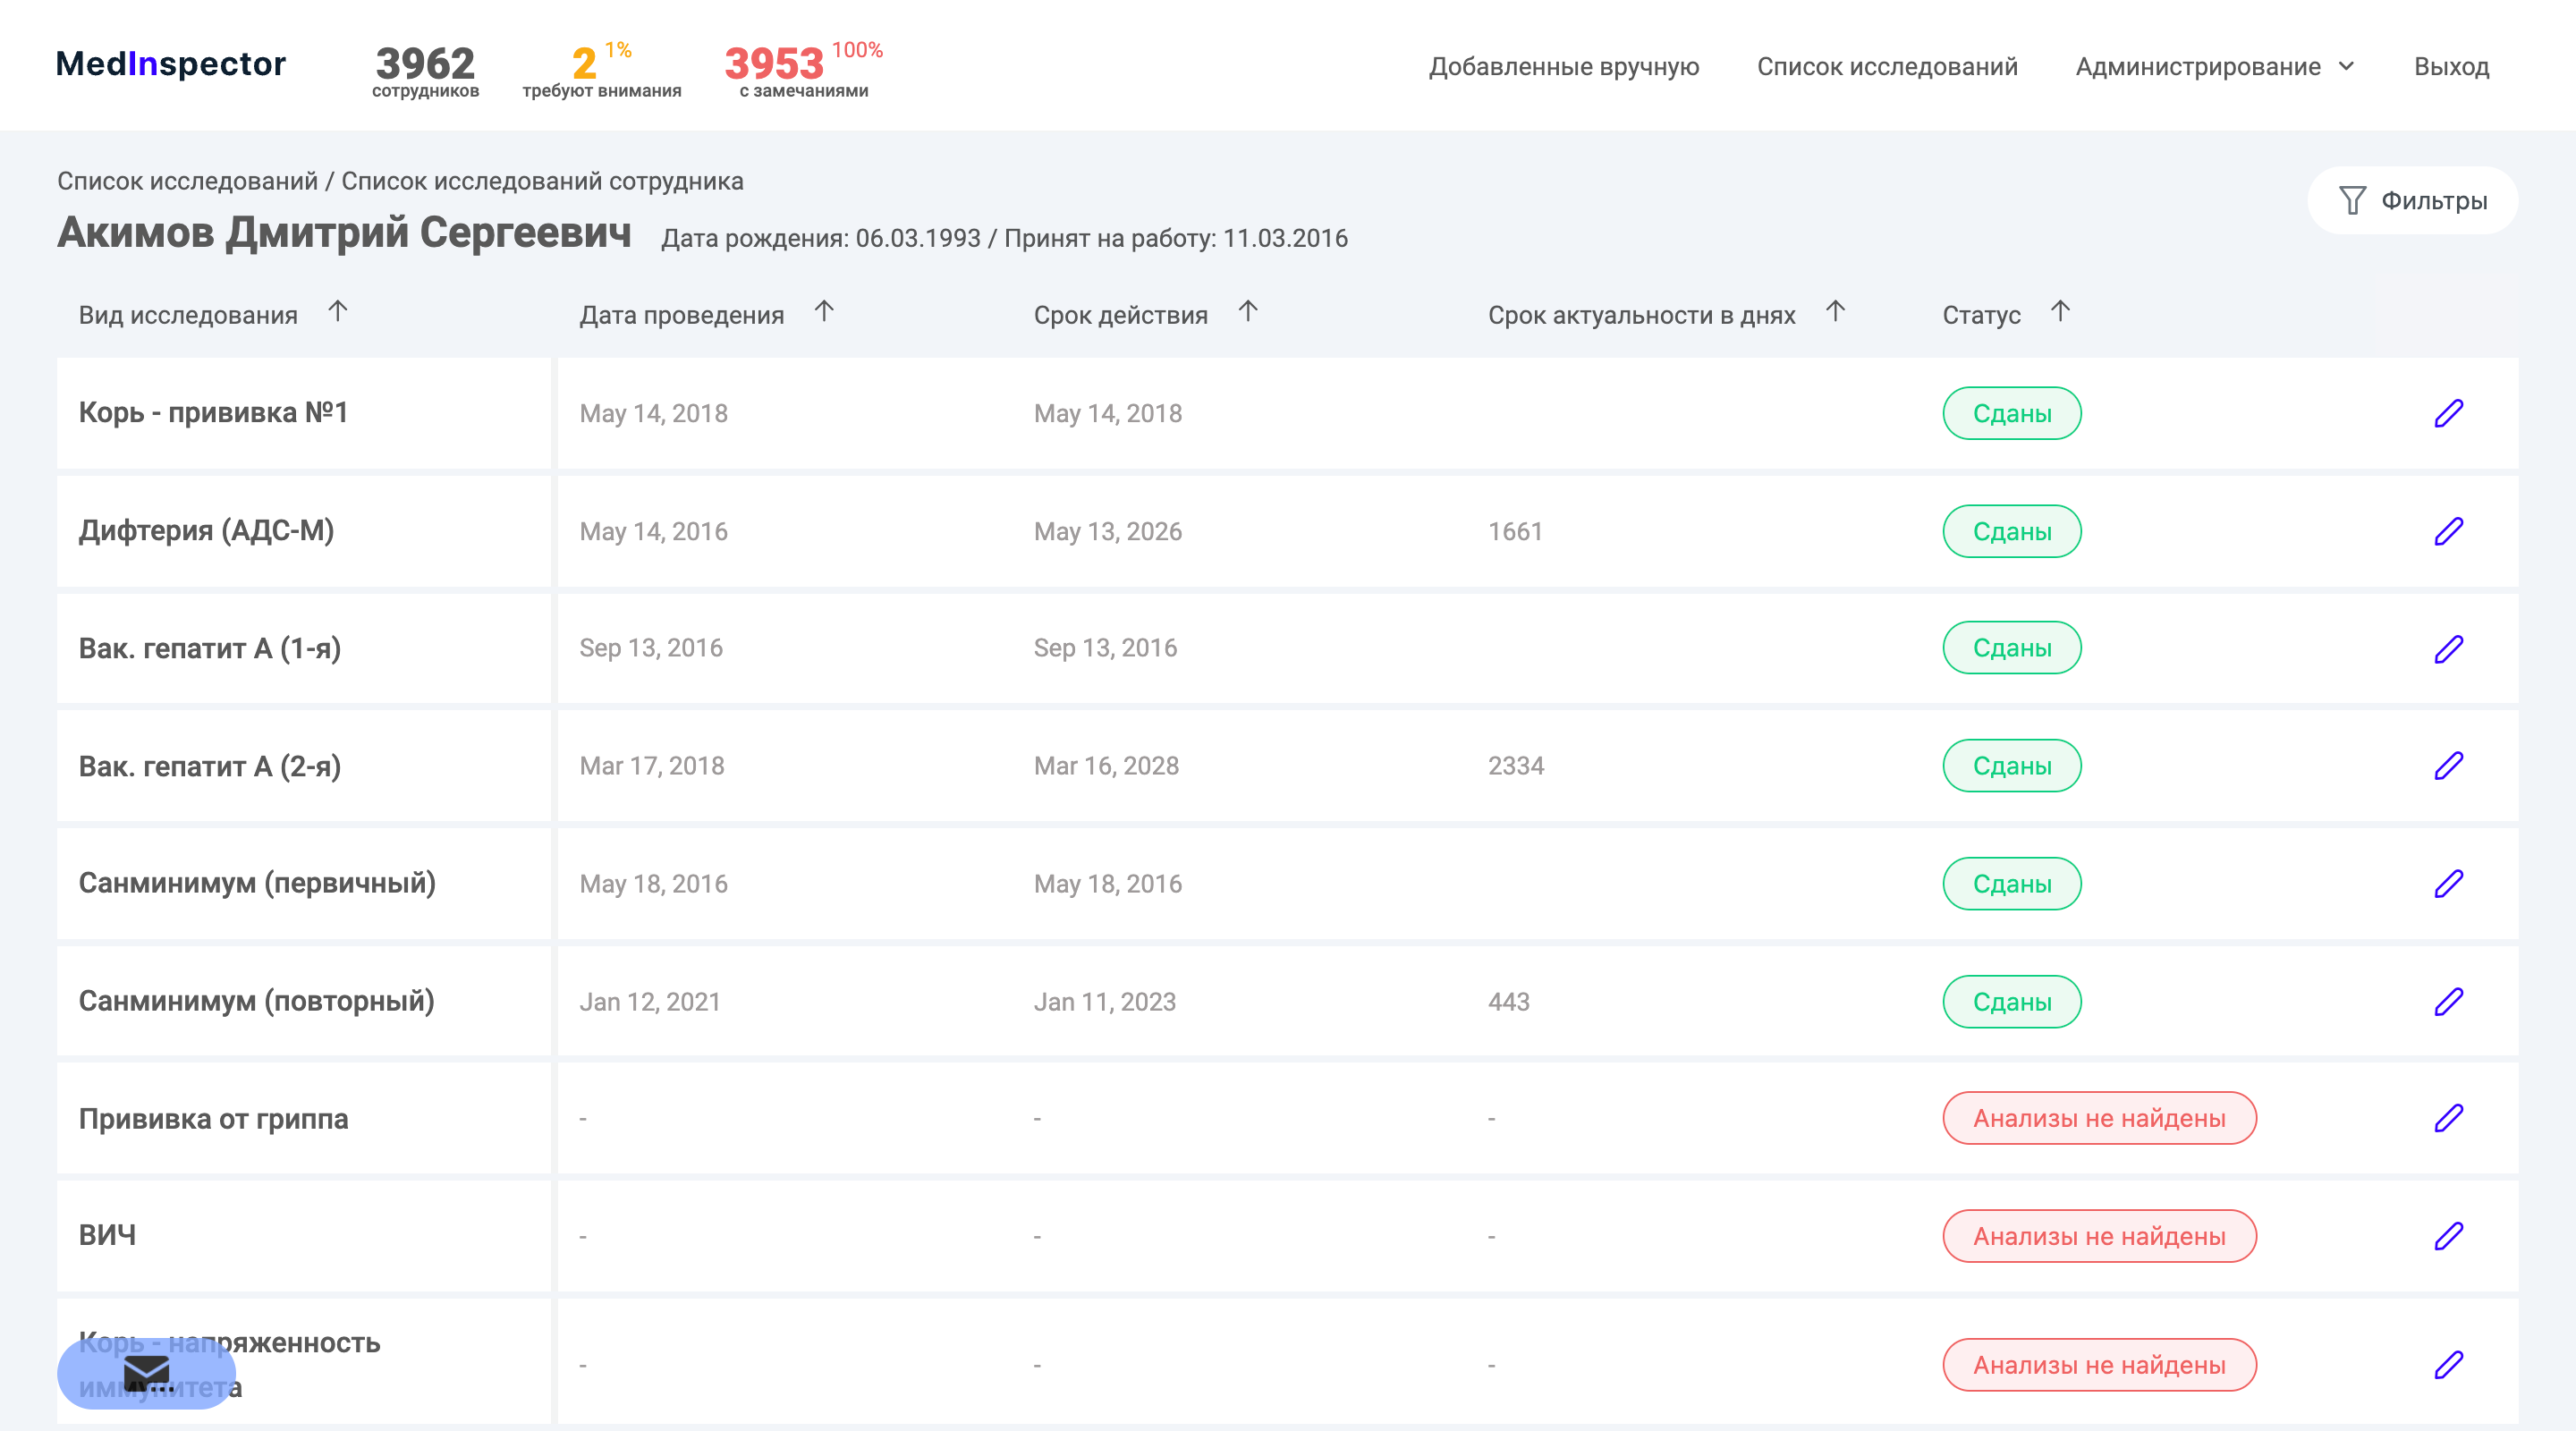 MedInspector
3962
сотрудников
2 1%
требуют внимания
3953 100%
с замечаниями
Добавленные вручную
Список исследований
Администрирование
Выход
Список исследований / Список исследований сотрудника
Акимов Дмитрий Сергеевич Дата рождения: 06.03.1993 / Принят на работу: 11.03.2016
Фильтры
Вид исследования Дата проведения Срок действия Срок актуальности в днях Статус
Корь - прививка №1 May 14, 2018 May 14, 2018 Сданы
Дифтерия (АДС-М) May 14, 2016 May 13, 2026 1661 Сданы
Вак. гепатит А (1-я) Sep 13, 2016 Sep 13, 2016 Сданы
Вак. гепатит А (2-я) Mar 17, 2018 Mar 16, 2028 2334 Сданы
Санминимум (первичный) May 18, 2016 May 18, 2016 Сданы
Санминимум (повторный) Jan 12, 2021 Jan 11, 2023 443 Сданы
Прививка от гриппа - - - Анализы не найдены
ВИЧ - - - Анализы не найдены
Корь - напряженность
иммунитета - - - Анализы не найдены